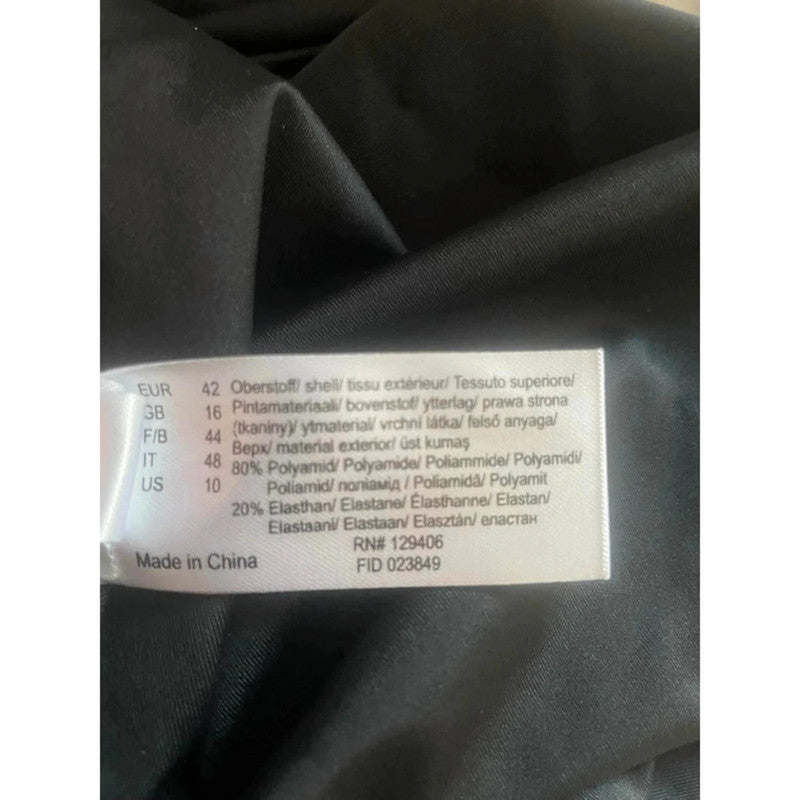 EUR 42 Oberstoff/ shell/ tissu extérieur/ Tessuto superiore/
GB 16 Pintamateriaali/ bovenstof/ ytterlag/ prawa strona
F/B 44 (tkaniny)/ ytmaterial/ vrchní látka/ felső anyaga/
Bepx/ material exterior/ üst kumaş
IT 48 80% Polyamid/ Polyamide/ Poliammide/ Polyamidi/
US 10 Poliamid/ поліамід / Poliamidă/ Polyamit
20% Elasthan/ Elastane/ Élasthanne/ Elastan/
Elastaani/ Elastaan/ Elasztán/ еластан
RN# 129406
Made in China FID 023849